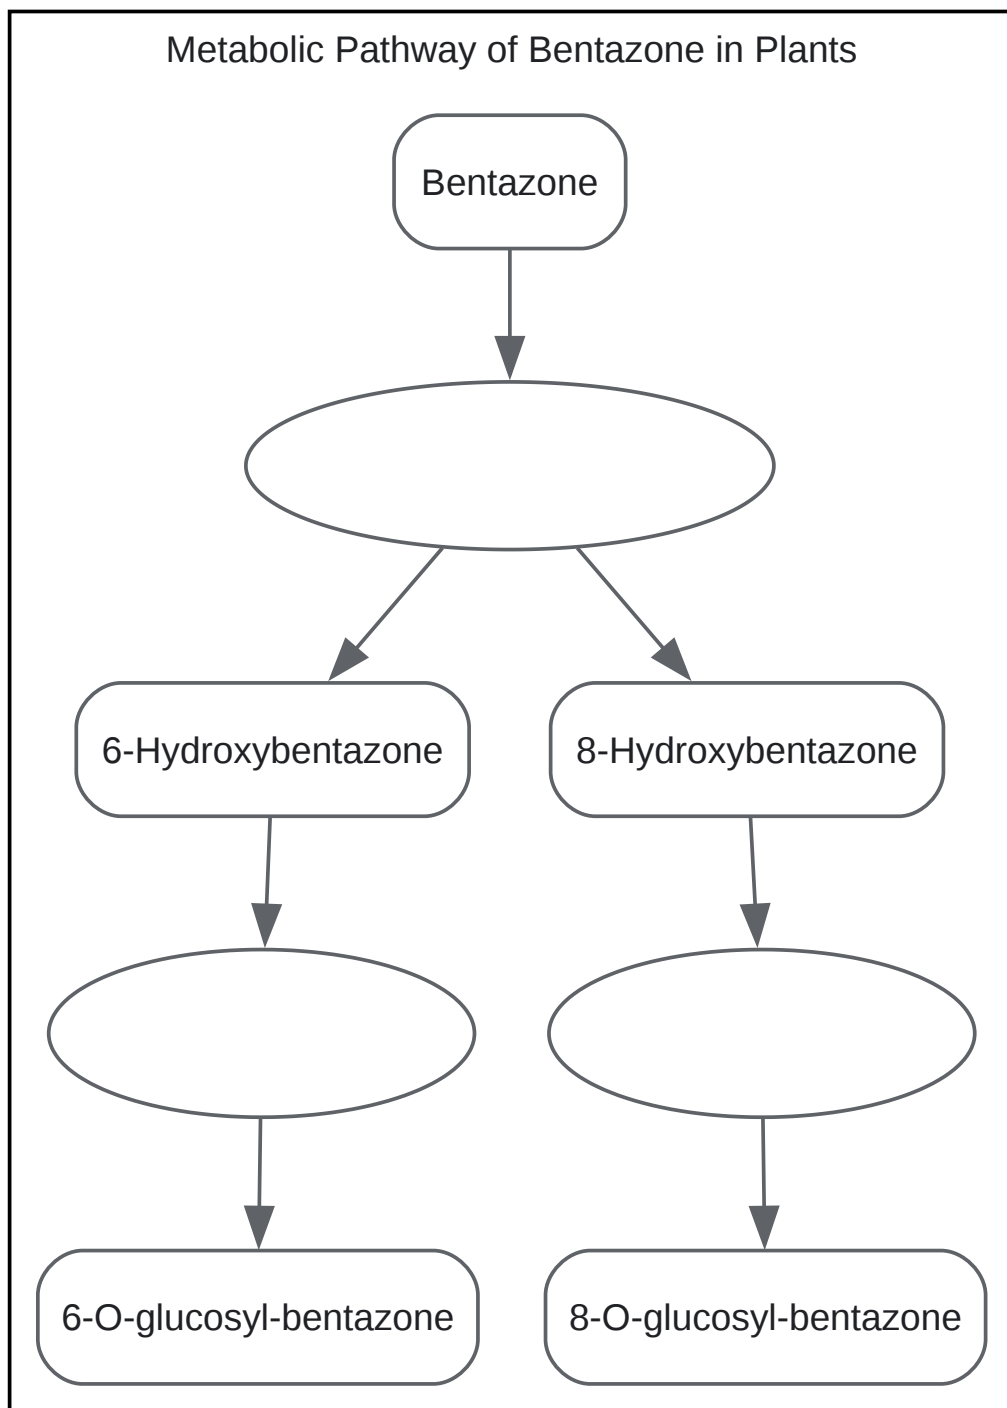 Metabolic Pathway of Bentazone in Plants
Bentazone
6-Hydroxybentazone
8-Hydroxybentazone
6-O-glucosyl-bentazone
8-O-glucosyl-bentazone